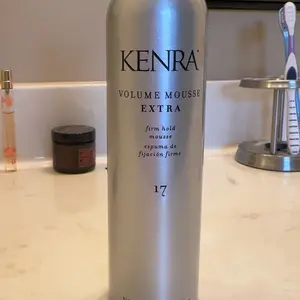 KENRA
VOLUME MOUSSE
EXTRA
firm hold
mousse
espuma de
fijación firme
17